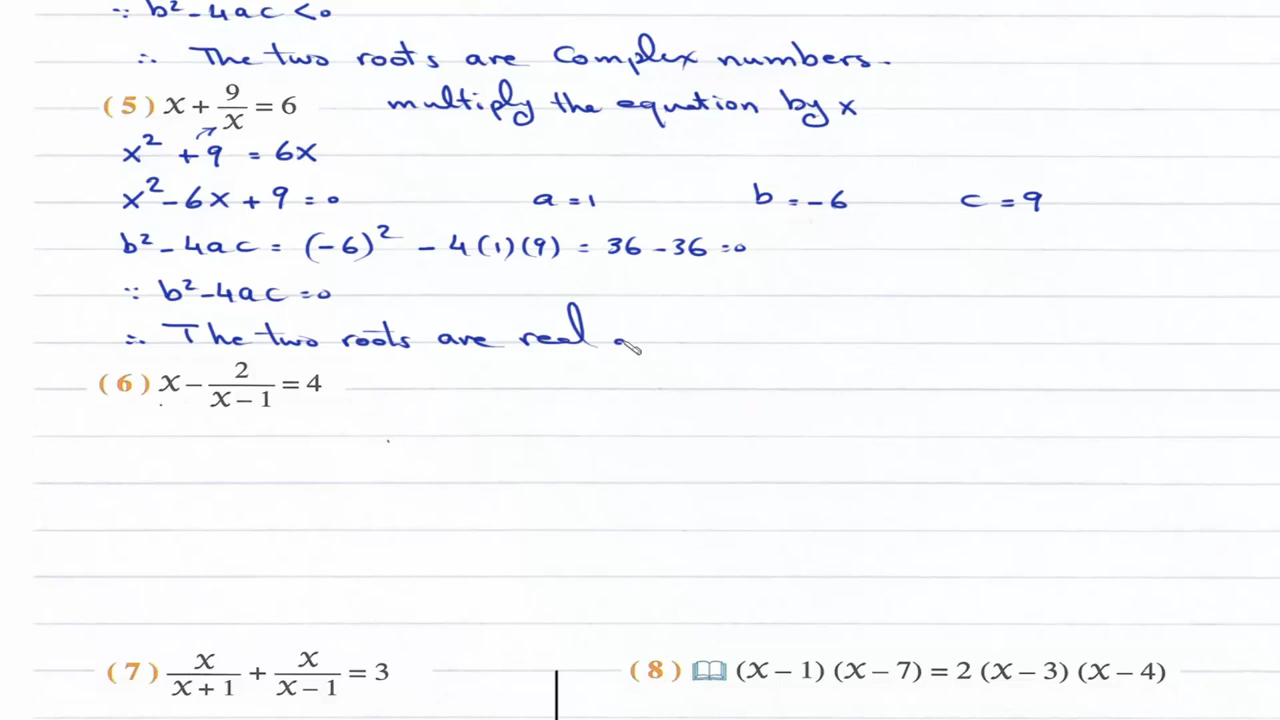 ∵ b² - 4ac < 0
∴ The two roots are Complex numbers.
(5) x + 9/x = 6 multiply the equation by x
x² + 9 = 6x
x² - 6x + 9 = 0 a = 1 b = -6 c = 9
b² - 4ac = (-6)² - 4(1)(9) = 36 - 36 = 0
∵ b² - 4ac = 0
∴ The two roots are real
(6) x - 2/(x - 1) = 4
(7) x/(x + 1) + x/(x - 1) = 3
(8) (x - 1) (x - 7) = 2 (x - 3) (x - 4)